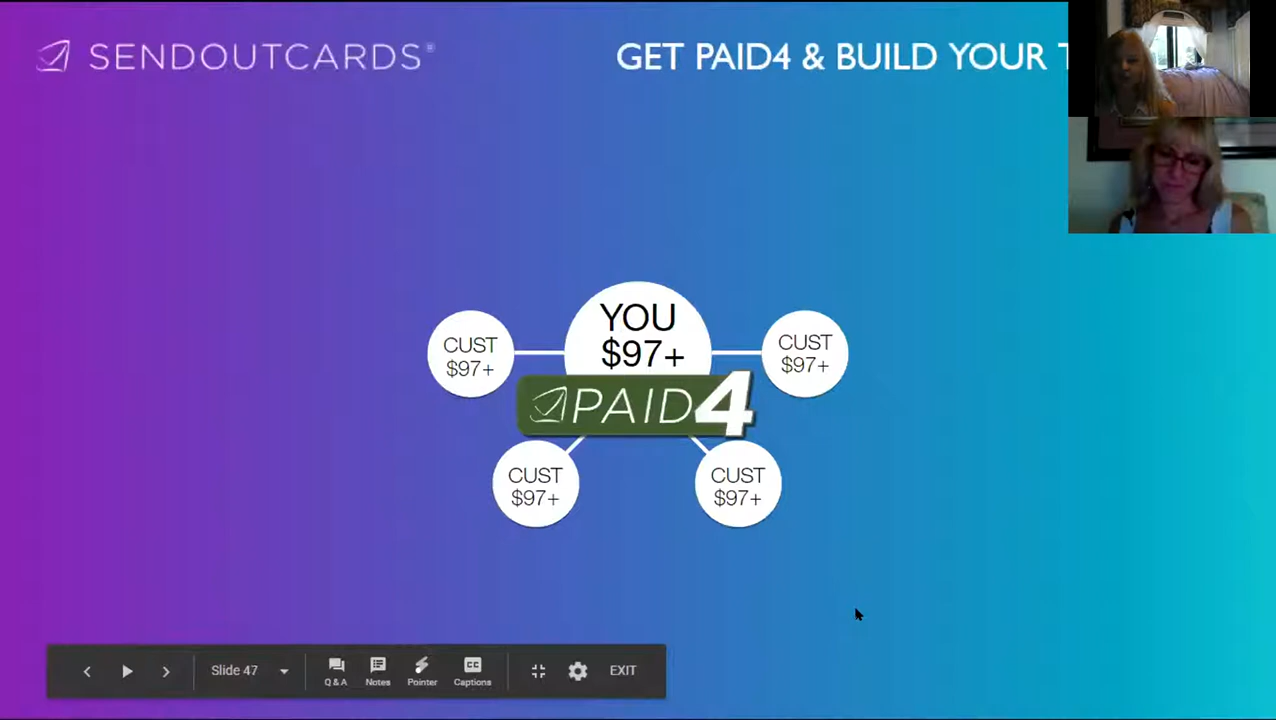 SENDOUTCARDS®
GET PAID4 & BUILD YOUR
YOU
$97+
CUST
$97+
CUST
$97+
PAID4
CUST
$97+
CUST
$97+
Slide 47
Q & A
Notes
Pointer
CC
Captions
EXIT